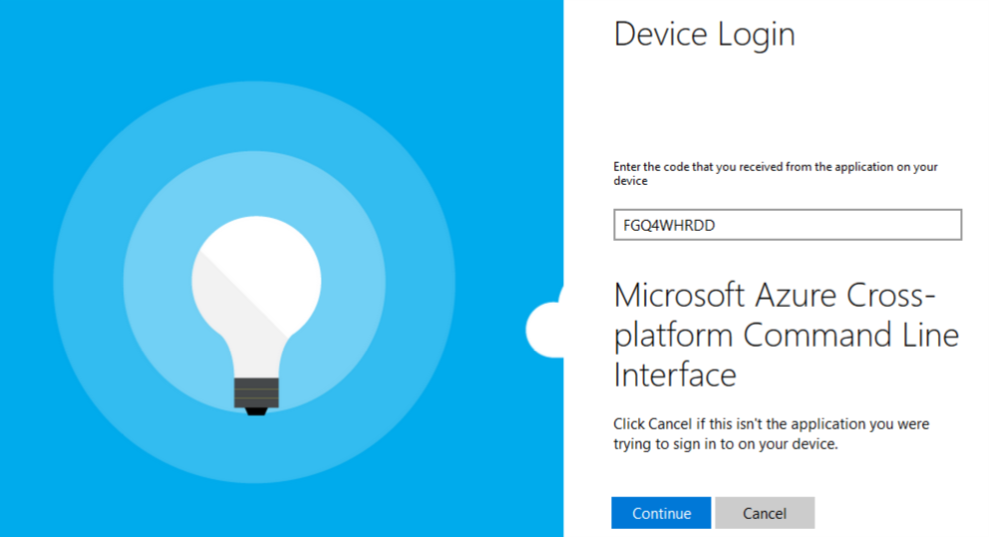 Device Login
Enter the code that you received from the application on your
device
FGQ4WHRDD
Microsoft Azure Cross-
platform Command Line
Interface
Click Cancel if this isn't the application you were
trying to sign in to on your device.
Continue
Cancel